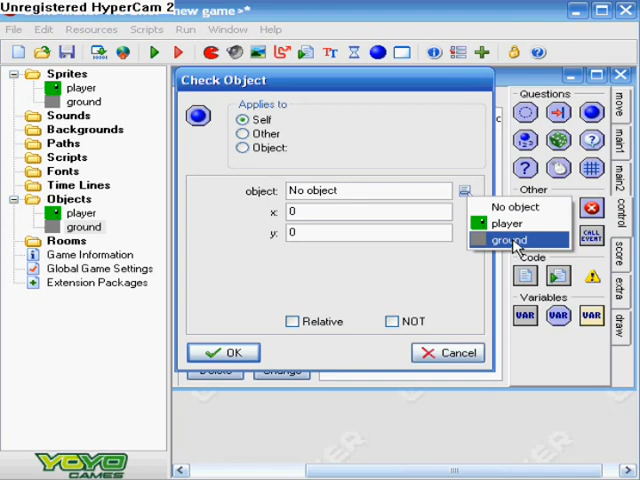 Unregistered HyperCam 2
new game>*
File Edit Resources Scripts Run Window Help
Sprites
player
ground
Sounds
Backgrounds
Paths
Scripts
Fonts
Time Lines
Objects
player
ground
Rooms
Game Information
Global Game Settings
Extension Packages
YOYO
GAMES
Check Object
Applies to
Self
Other
Object:
object: No object
x: 0
y: 0
Relative
NOT
OK
Cancel
No object
player
ground
Delete
Change
Questions
Other
CALL
EVENT
Code
Variables
VAR VAR VAR
move
main1
main2
control
score
extra
draw